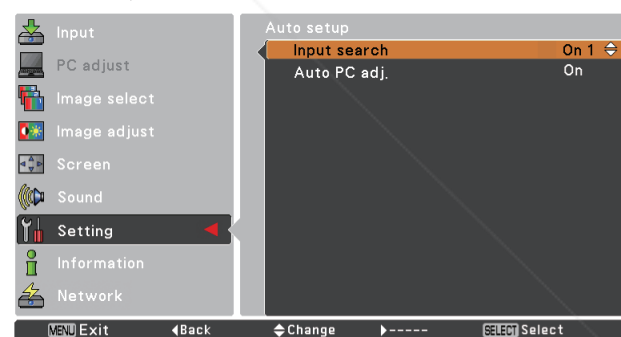 Input
PC adjust
Image select
Image adjust
Screen
Sound
Setting
Information
Network
Auto setup
Input search On 1
Auto PC adj. On
MENU Exit Back Change ----- SELECT Select